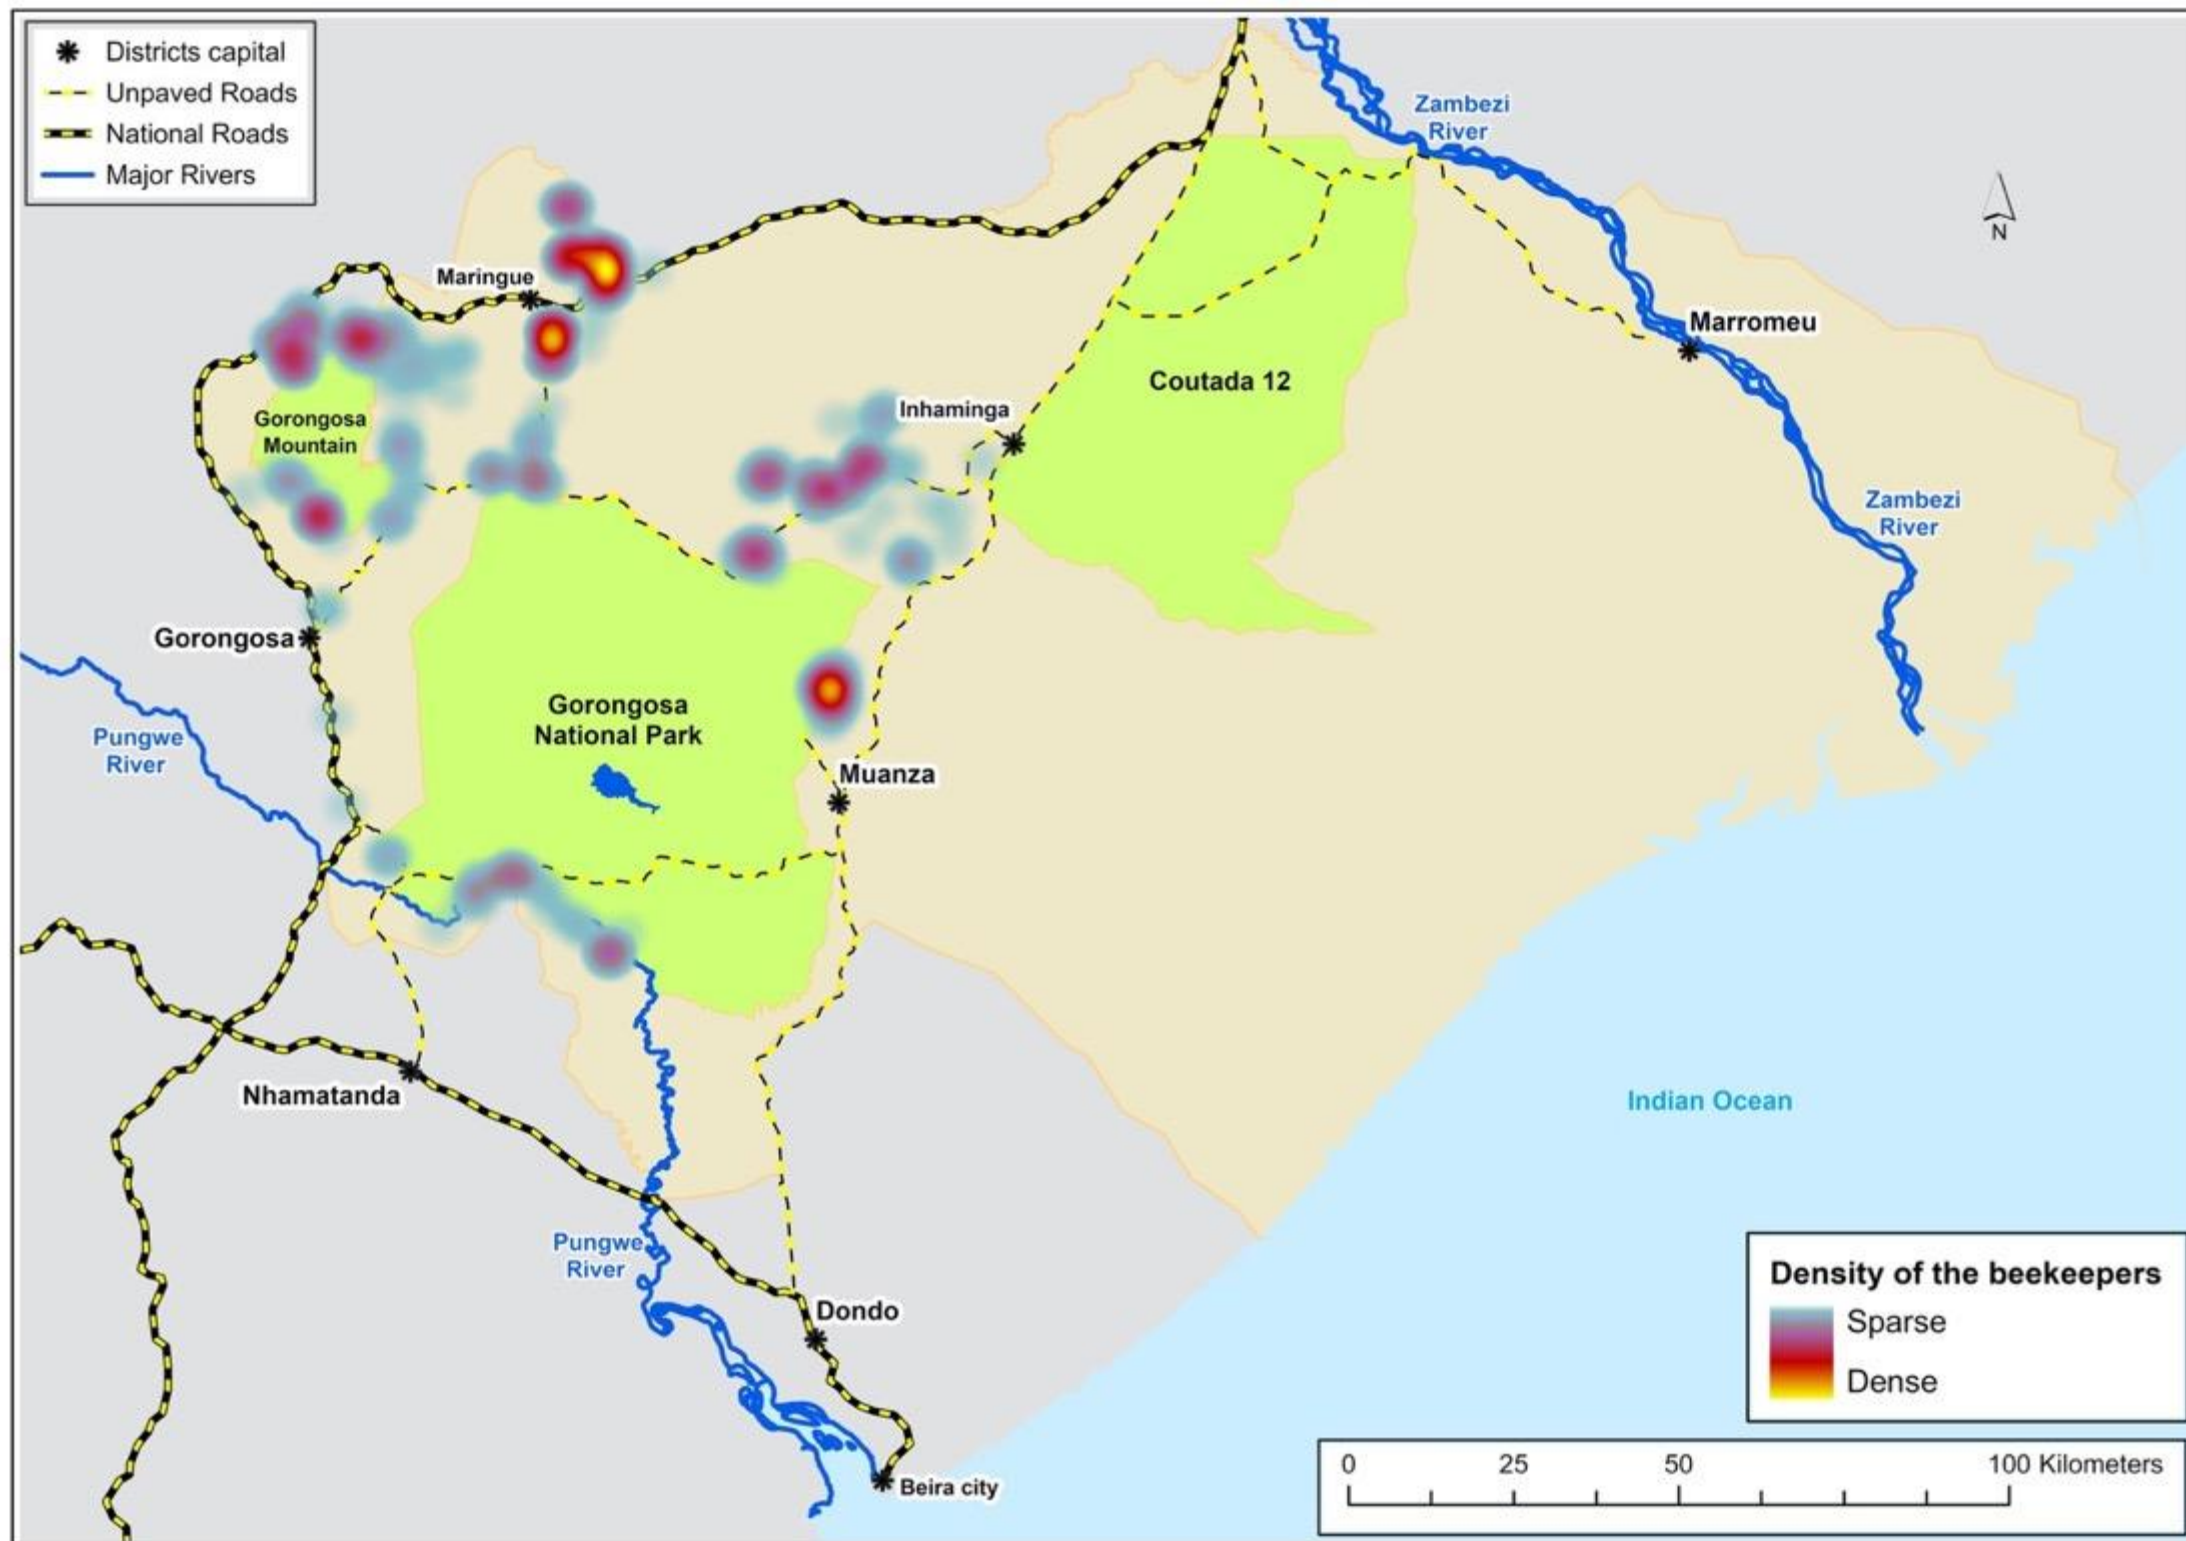 Districts capital
Unpaved Roads
National Roads
Major Rivers
Zambezi
River
N
Maringue
Marromeu
Coutada 12
Inhaminga
Gorongosa
Mountain
Zambezi
River
Gorongosa
Gorongosa
National Park
Pungwe
River
Muanza
Nhamatanda
Indian Ocean
Pungwe
River
Dondo
Beira city
Density of the beekeepers
Sparse
Dense
0 25 50 100 Kilometers